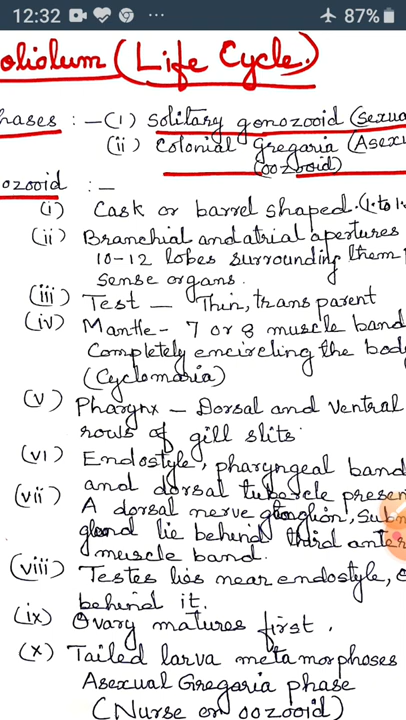 12:32
87%
oliolum (Life Cycle)
hases :- (i) Solitary gonozooid (sexua
(ii) Colonial Gregaria (Asex
(oozooid)
ozooid :-
(i) Cask or barrel shaped. (1. to 1.
(ii) Branchial and atrial apertures
10-12 lobes surrounding them
sense organs.
(iii) Test - Thin, transparent
(iv) Mantle - 7 or 8 muscle band
Completely encircling the bod
(Cyclomaria)
(v) Pharynx - Dorsal and ventral
rows of gill slits
(vi) Endostyle, pharyngeal band
and dorsal tubercle presen
(vii) A dorsal nerve ganglion, subn
gland lie behind third anter
muscle band.
(viii) Testes lies near endostyle,
behind it.
(ix) Ovary matures first.
(x) Tailed larva metamorphoses
Asexual Gregaria phase
(Nurse or oozooid)